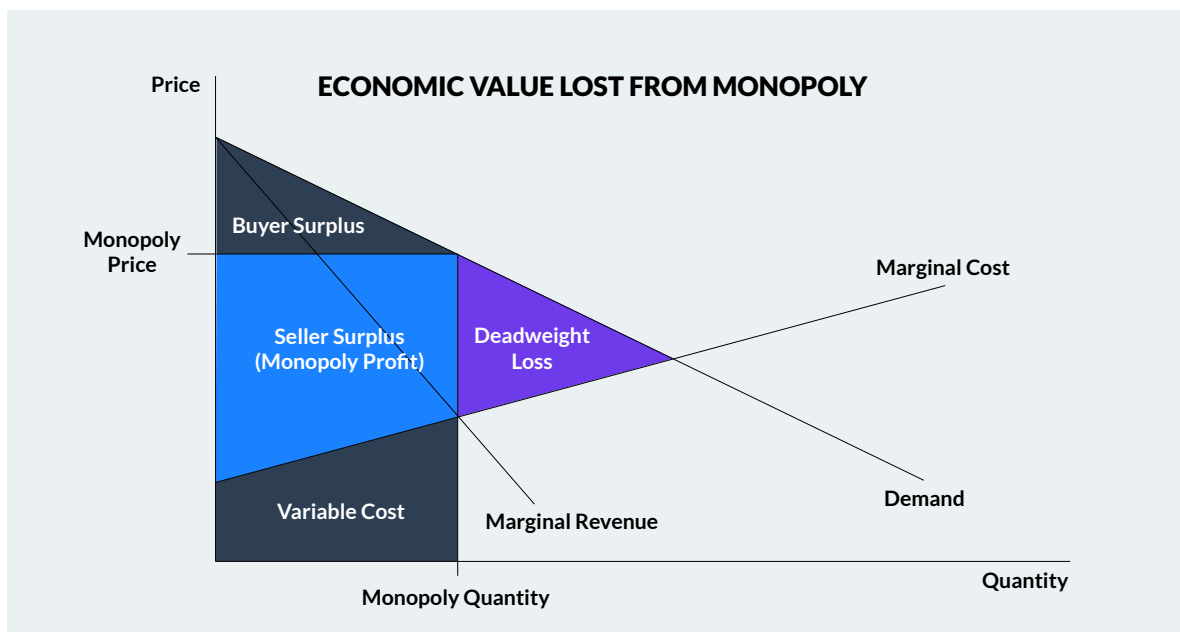 Price
ECONOMIC VALUE LOST FROM MONOPOLY
Buyer Surplus
Monopoly
Price
Marginal Cost
Seller Surplus
(Monopoly Profit)
Deadweight
Loss
Variable Cost
Marginal Revenue
Demand
Quantity
Monopoly Quantity